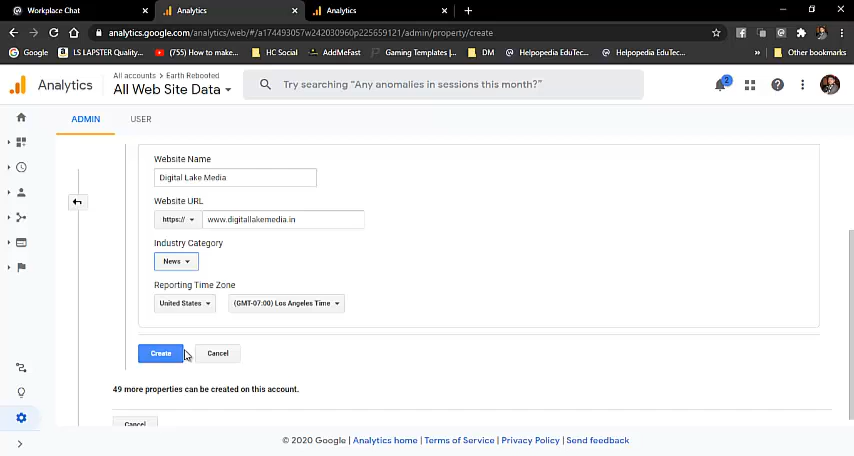 Workplace Chat
Analytics
Analytics
analytics.google.com/analytics/web/#/a174493057w242030960p225659121/admin/property/create
Google
LS LAPSTER Quality...
(755) How to make...
HC Social
AddMeFast
Gaming Templates |...
DM
Helpopedia EduTec...
Helpopedia EduTec...
»
Other bookmarks
Analytics
All accounts > Earth Rebooted
All Web Site Data
Try searching "Any anomalies in sessions this month?"
2
ADMIN
USER
Website Name
Digital Lake Media
Website URL
https://
www.digitallakemedia.in
Industry Category
News
Reporting Time Zone
United States
(GMT-07:00) Los Angeles Time
Create
Cancel
49 more properties can be created on this account.
Cancel
© 2020 Google | Analytics home | Terms of Service | Privacy Policy | Send feedback